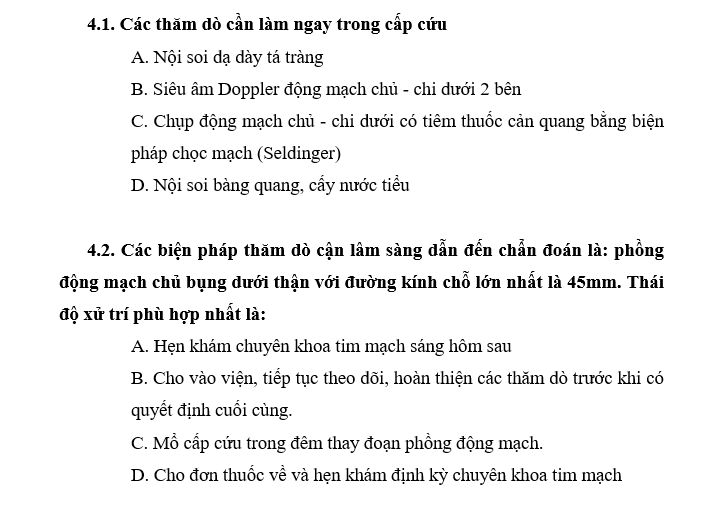 4.1. Các thăm dò cần làm ngay trong cấp cứu
A. Nội soi dạ dày tá tràng
B. Siêu âm Doppler động mạch chủ - chi dưới 2 bên
C. Chụp động mạch chủ - chi dưới có tiêm thuốc cản quang bằng biện
pháp chọc mạch (Seldinger)
D. Nội soi bàng quang, cấy nước tiểu
4.2. Các biện pháp thăm dò cận lâm sàng dẫn đến chẩn đoán là: phồng
động mạch chủ bụng dưới thận với đường kính chỗ lớn nhất là 45mm. Thái
độ xử trí phù hợp nhất là:
A. Hẹn khám chuyên khoa tim mạch sáng hôm sau
B. Cho vào viện, tiếp tục theo dõi, hoàn thiện các thăm dò trước khi có
quyết định cuối cùng.
C. Mổ cấp cứu trong đêm thay đoạn phồng động mạch.
D. Cho đơn thuốc về và hẹn khám định kỳ chuyên khoa tim mạch